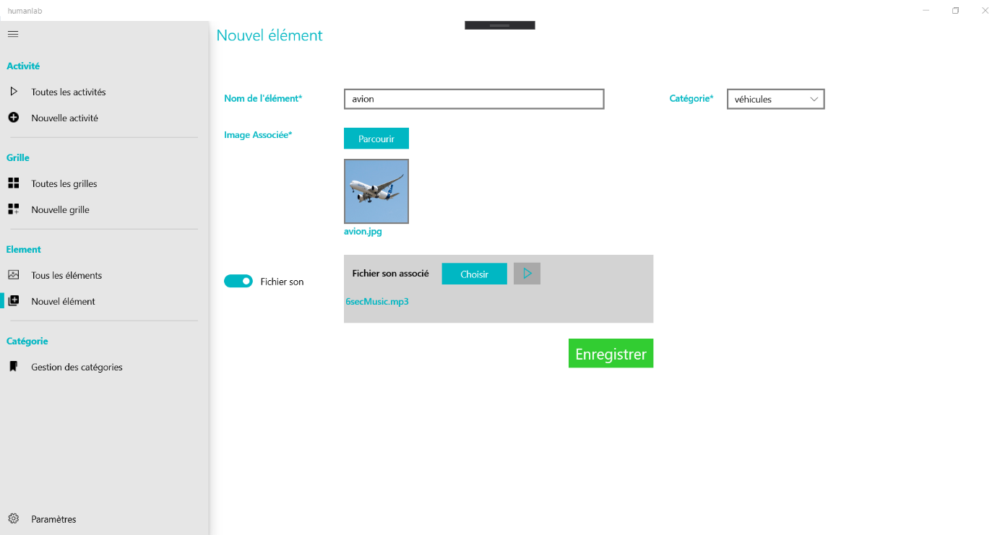 humanlab
Nouvel élément
Activité
Toutes les activités
Nouvelle activité
Grille
Toutes les grilles
Nouvelle grille
Element
Tous les éléments
Nouvel élément
Catégorie
Gestion des catégories
Paramètres
Nom de l'élément*
avion
Catégorie*
véhicules
Image Associée*
Parcourir
avion.jpg
Fichier son
Fichier son associé
Choisir
6secMusic.mp3
Enregistrer